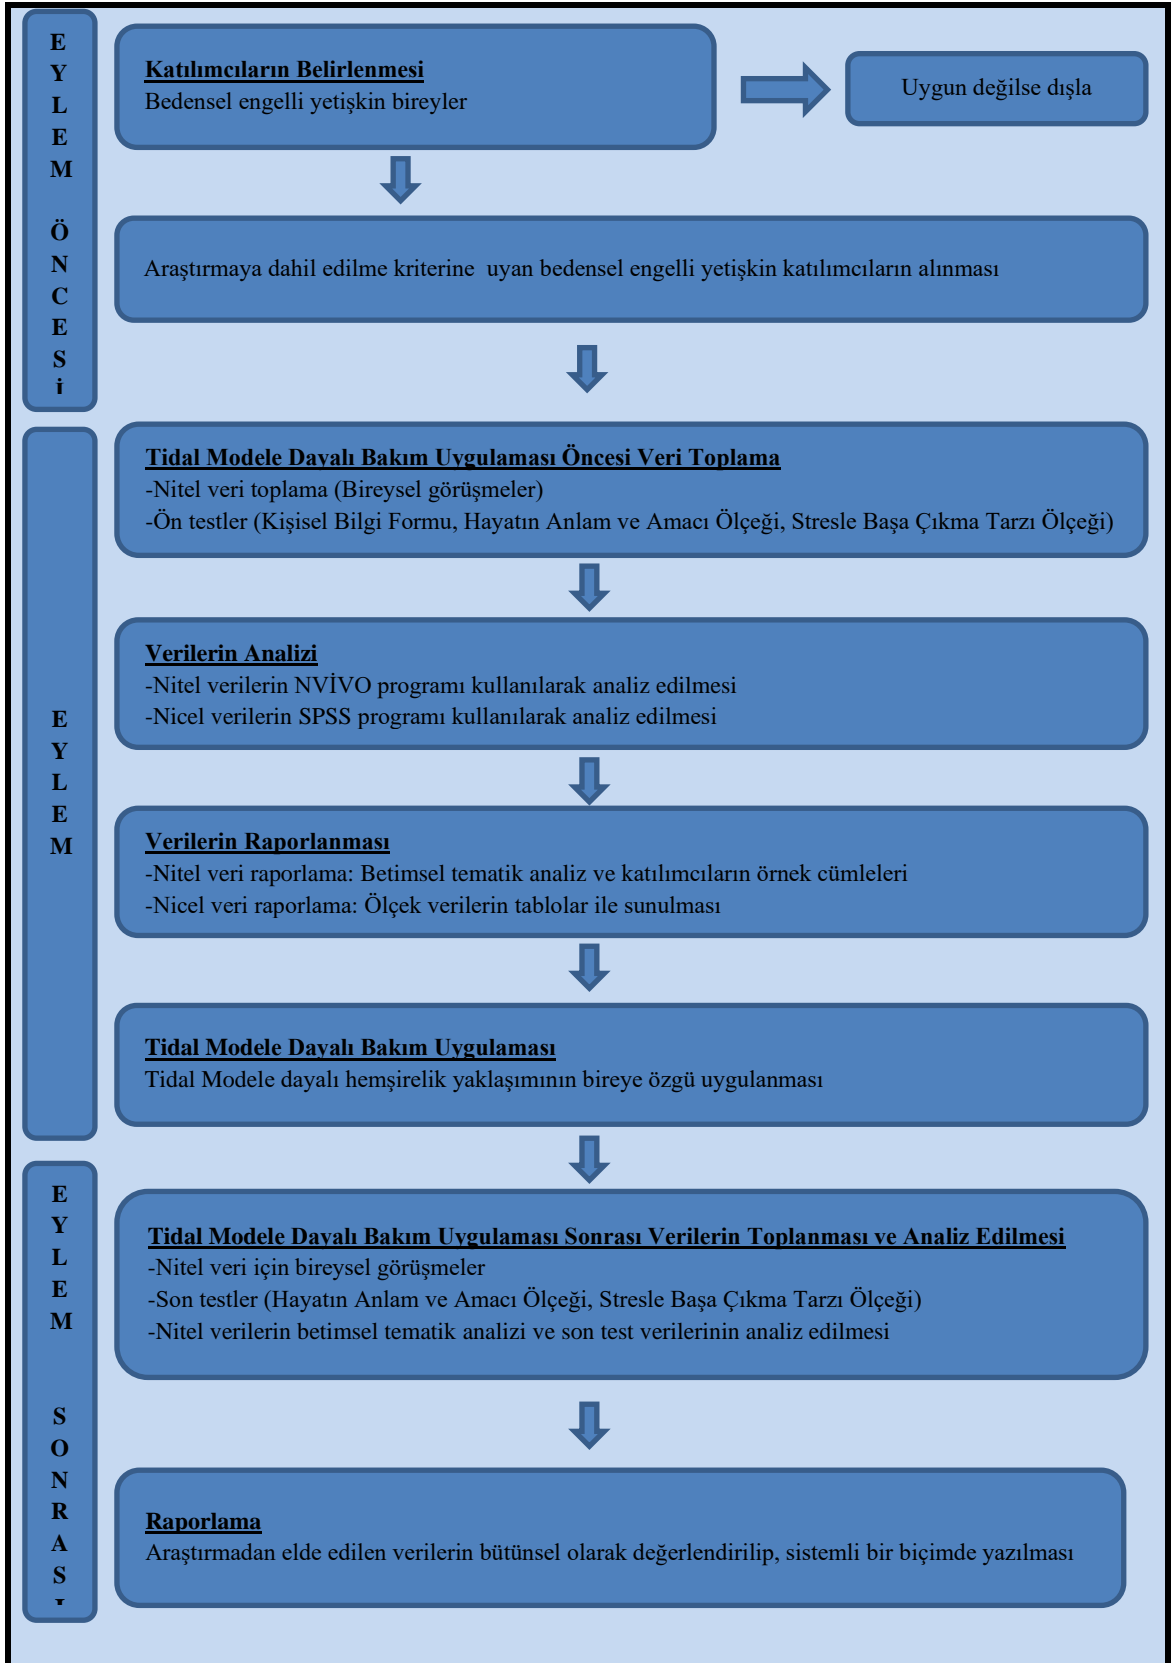 EYLEM ÖNCESİ
Katılımcıların Belirlenmesi
Bedensel engelli yetişkin bireyler
Uygun değilse dışla
Araştırmaya dahil edilme kriterine  uyan bedensel engelli yetişkin katılımcıların alınması
EYLEM
Tidal Modele Dayalı Bakım Uygulaması Öncesi Veri Toplama
-Nitel veri toplama (Bireysel görüşmeler)
-Ön testler (Kişisel Bilgi Formu, Hayatın Anlam ve Amacı Ölçeği, Stresle Başa Çıkma Tarzı Ölçeği)
Verilerin Analizi
-Nitel verilerin NVİVO programı kullanılarak analiz edilmesi
-Nicel verilerin SPSS programı kullanılarak analiz edilmesi
Verilerin Raporlanması
-Nitel veri raporlama: Betimsel tematik analiz ve katılımcıların örnek cümleleri
-Nicel veri raporlama: Ölçek verilerin tablolar ile sunulması
Tidal Modele Dayalı Bakım Uygulaması
Tidal Modele dayalı hemşirelik yaklaşımının bireye özgü uygulanması
EYLEM SONRASI
Tidal Modele Dayalı Bakım Uygulaması Sonrası Verilerin Toplanması ve Analiz Edilmesi
-Nitel veri için bireysel görüşmeler
-Son testler (Hayatın Anlam ve Amacı Ölçeği, Stresle Başa Çıkma Tarzı Ölçeği)
-Nitel verilerin betimsel tematik analizi ve son test verilerinin analiz edilmesi
Raporlama
Araştırmadan elde edilen verilerin bütünsel olarak değerlendirilip, sistemli bir biçimde yazılması